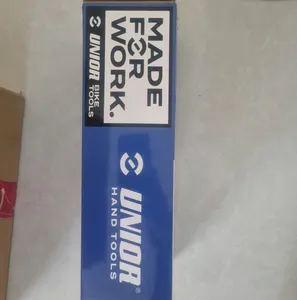 MADE
FOR
WORK.
UNIOR BIKE
TOOLS
UNIOR®
HAND TOOLS